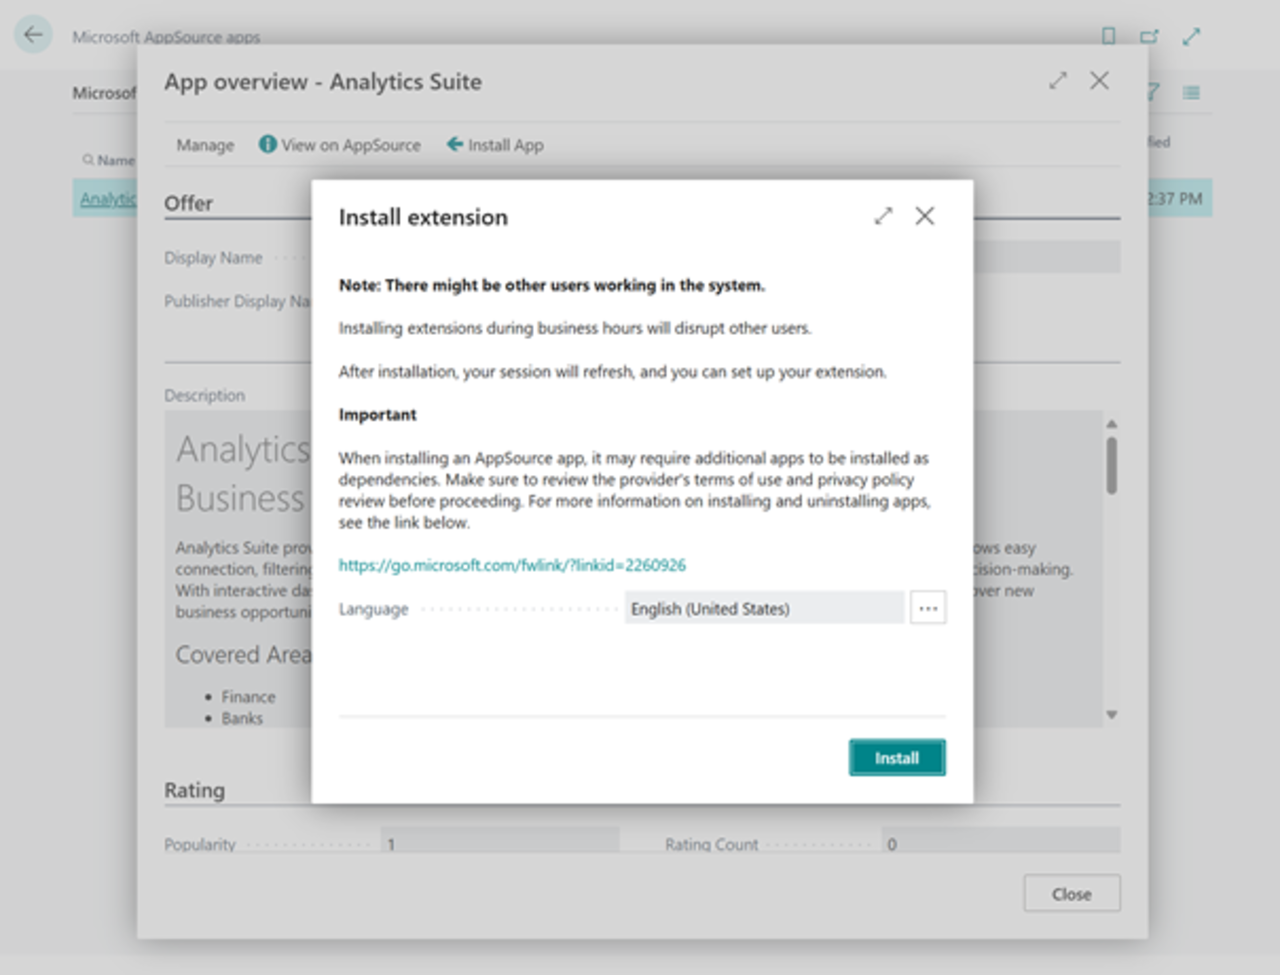 Microsoft AppSource apps
App overview - Analytics Suite
Microsof
Manage View on AppSource Install App
fied
Name
Analytic
2:37 PM
Offer
Display Name
Publisher Display Na
Install extension
Note: There might be other users working in the system.
Installing extensions during business hours will disrupt other users.
After installation, your session will refresh, and you can set up your extension.
Important
When installing an AppSource app, it may require additional apps to be installed as
dependencies. Make sure to review the provider's terms of use and privacy policy
review before proceeding. For more information on installing and uninstalling apps,
see the link below.
https://go.microsoft.com/fwlink/?linkid=2260926
Language English (United States)
Install
Description
Analytics
Business
Analytics Suite prov
connection, filtering
With interactive da
business opportuni
ows easy
cision-making.
over new
Covered Area
• Finance
• Banks
Rating
Popularity 1
Rating Count 0
Close